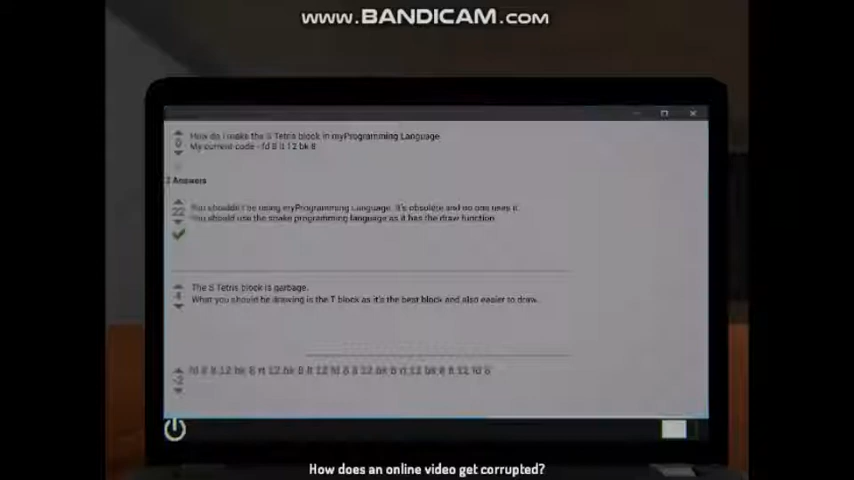 www.BANDICAM.com
How do I make the S Tetris block in myProgramming Language
0
My current code - fd 8 lt 12 bk 8
Answers
22
You shouldn't be using myProgramming Language. It's obsolete and no one uses it.
You should use the snake programming language as it has the draw function.
The S Tetris block is garbage.
4
What you should be drawing is the T block as it's the best block and also easier to draw.
-2
How does an online video get corrupted?